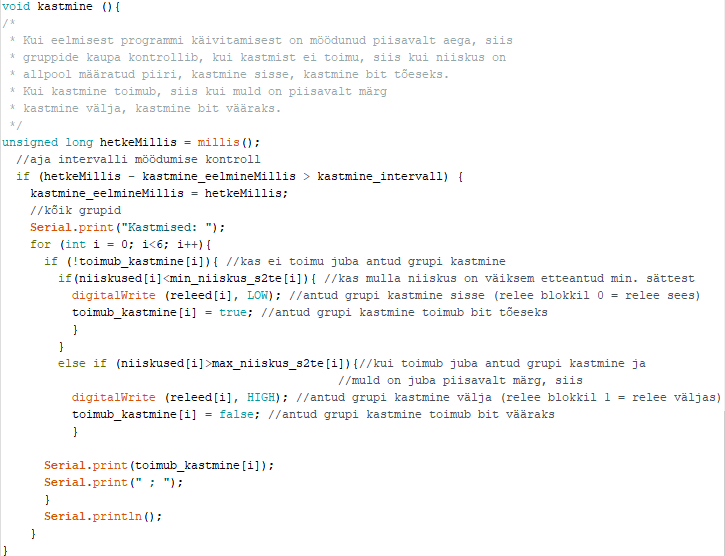 void kastmine (){
/*
 * Kui eelmisest programmi käivitamisest on möödunud piisavalt aega, siis
 * gruppide kaupa kontrollib, kui kastmist ei toimu, siis kui niiskus on
 * allpool määratud piiri, kastmine sisse, kastmine bit tõeseks.
 * Kui kastmine toimub, siis kui muld on piisavalt märg
 * kastmine välja, kastmine bit vääraks.
 */
unsigned long hetkeMillis = millis();
  //aja intervalli möödumise kontroll
  if (hetkeMillis - kastmine_eelmineMillis > kastmine_intervall) {
    kastmine_eelmineMillis = hetkeMillis;
    //kõik grupid
    Serial.print("Kastmised: ");
    for (int i = 0; i<6; i++){
      if (!toimub_kastmine[i]){ //kas ei toimu juba antud grupi kastmine
        if(niiskused[i]<min_niiskus_s2te[i]){ //kas mulla niiskus on väiksem etteantud min. sättest
          digitalWrite (releed[i], LOW); //antud grupi kastmine sisse (relee blokkil 0 = relee sees)
          toimub_kastmine[i] = true; //antud grupi kastmine toimub bit tõeseks
          }
        }
        else if (niiskused[i]>max_niiskus_s2te[i]){//kui toimub juba antud grupi kastmine ja
                                                //muld on juba piisavalt märg, siis
          digitalWrite (releed[i], HIGH); //antud grupi kastmine välja (relee blokkil 1 = relee väljas)
          toimub_kastmine[i] = false; //antud grupi kastmine toimub bit vääraks
          }

      Serial.print(toimub_kastmine[i]);
      Serial.print(" ; ");
      }
      Serial.println();
    }
}